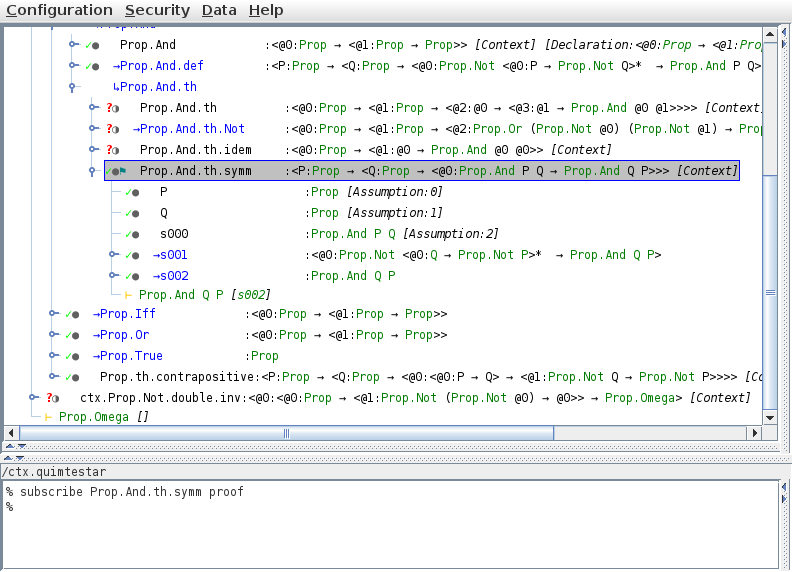 Configuration Security Data Help
Prop.And :<@0:Prop → <@1:Prop → Prop>> [Context] [Declaration:<@0:Prop → <@1:Pro
→Prop.And.def :<P:Prop → <Q:Prop → <@0:Prop.Not <@0:P → Prop.Not Q>* → Prop.And P Q>
↳Prop.And.th
?Prop.And.th :<@0:Prop → <@1:Prop → <@2:@0 → <@3:@1 → Prop.And @0 @1>>>> [Context]
?→Prop.And.th.Not :<@0:Prop → <@1:Prop → <@2:Prop.Or (Prop.Not @0) (Prop.Not @1) → Prop
?Prop.And.th.idem :<@0:Prop → <@1:@0 → Prop.And @0 @0>> [Context]
Prop.And.th.symm :<P:Prop → <Q:Prop → <@0:Prop.And P Q → Prop.And Q P>>> [Context]
P :Prop [Assumption:0]
Q :Prop [Assumption:1]
s000 :Prop.And P Q [Assumption:2]
→s001 :<@0:Prop.Not <@0:Q → Prop.Not P>* → Prop.And Q P>
→s002 :Prop.And Q P
⊢ Prop.And Q P [s002]
→Prop.Iff :<@0:Prop → <@1:Prop → Prop>>
→Prop.Or :<@0:Prop → <@1:Prop → Prop>>
→Prop.True :Prop
Prop.th.contrapositive:<P:Prop → <Q:Prop → <@0:<@0:P → Q> → <@1:Prop.Not Q → Prop.Not P>>>> [Co
?ctx.Prop.Not.double.inv:<@0:<@0:Prop → <@1:Prop.Not (Prop.Not @0) → @0>> → Prop.Omega> [Context]
⊢ Prop.Omega []
/ctx.quimtestar
% subscribe Prop.And.th.symm proof
%